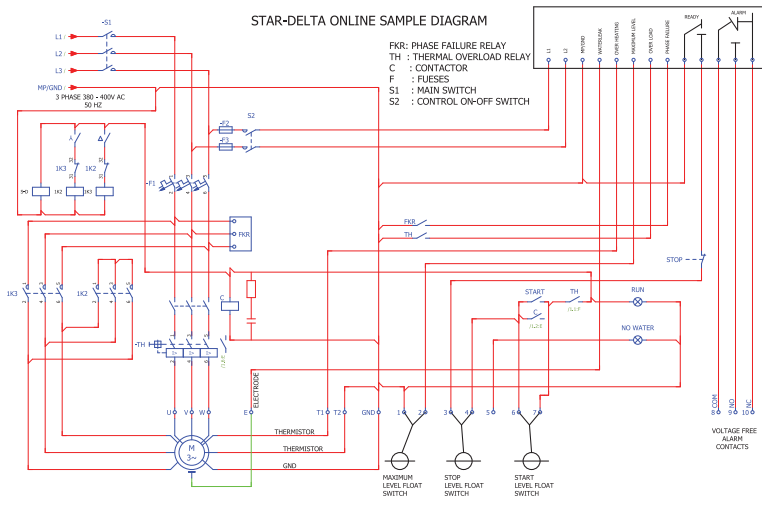 STAR-DELTA ONLINE SAMPLE DIAGRAM
-S1
L1
L2
L3
MP/GND
3 PHASE 380 - 400V AC
50 HZ
FKR: PHASE FAILURE RELAY
TH : THERMAL OVERLOAD RELAY
C : CONTACTOR
F : FUESES
S1 : MAIN SWITCH
S2 : CONTROL ON-OFF SWITCH
L1
L2
MP/GND
WATERLEAK
OVER HEATING
MAXIMUM LEVEL
OVER LOAD
PHASE FAILURE
READY
ALARM
S2
-F2
-F3
1K3
1K2
1K2
1K3
-F1
FKR
FKR
TH
STOP
1K3
1K2
C
START
TH
C
RUN
NO WATER
-TH
U
V
W
E
ELECTRODE
T1
T2
GND
1
2
3
4
5
6
7
8
9
10
COM
NO
NC
VOLTAGE FREE
ALARM
CONTACTS
M
3~
THERMISTOR
THERMISTOR
GND
MAXIMUM
LEVEL FLOAT
SWITCH
STOP
LEVEL FLOAT
SWITCH
START
LEVEL FLOAT
SWITCH